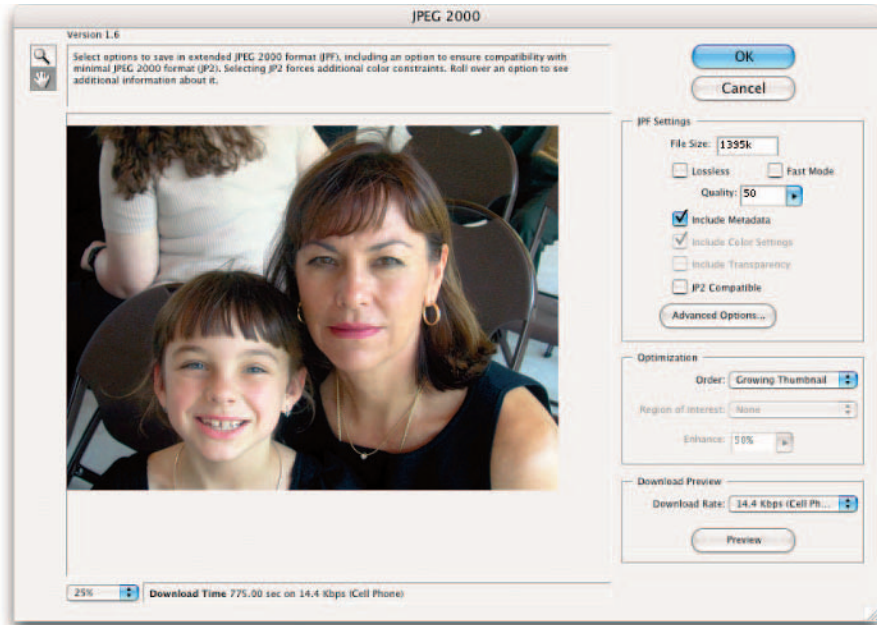 JPEG 2000
Version 1.6
Select options to save in extended JPEG 2000 format (JPF), including an option to ensure compatibility with
minimal JPEG 2000 format (JP2). Selecting JP2 forces additional color constraints. Roll over an option to see
additional information about it.
OK
Cancel
JPF Settings
File Size: 1395k
Lossless Fast Mode
Quality: 50
Include Metadata
Include Color Settings
Include Transparency
JP2 Compatible
Advanced Options...
Optimization
Order: Growing Thumbnail
Region of Interest: None
Enhance: 50%
Download Preview
Download Rate: 14.4 Kbps (Cell Ph...
Preview
25% Download Time 775.00 sec on 14.4 Kbps (Cell Phone)